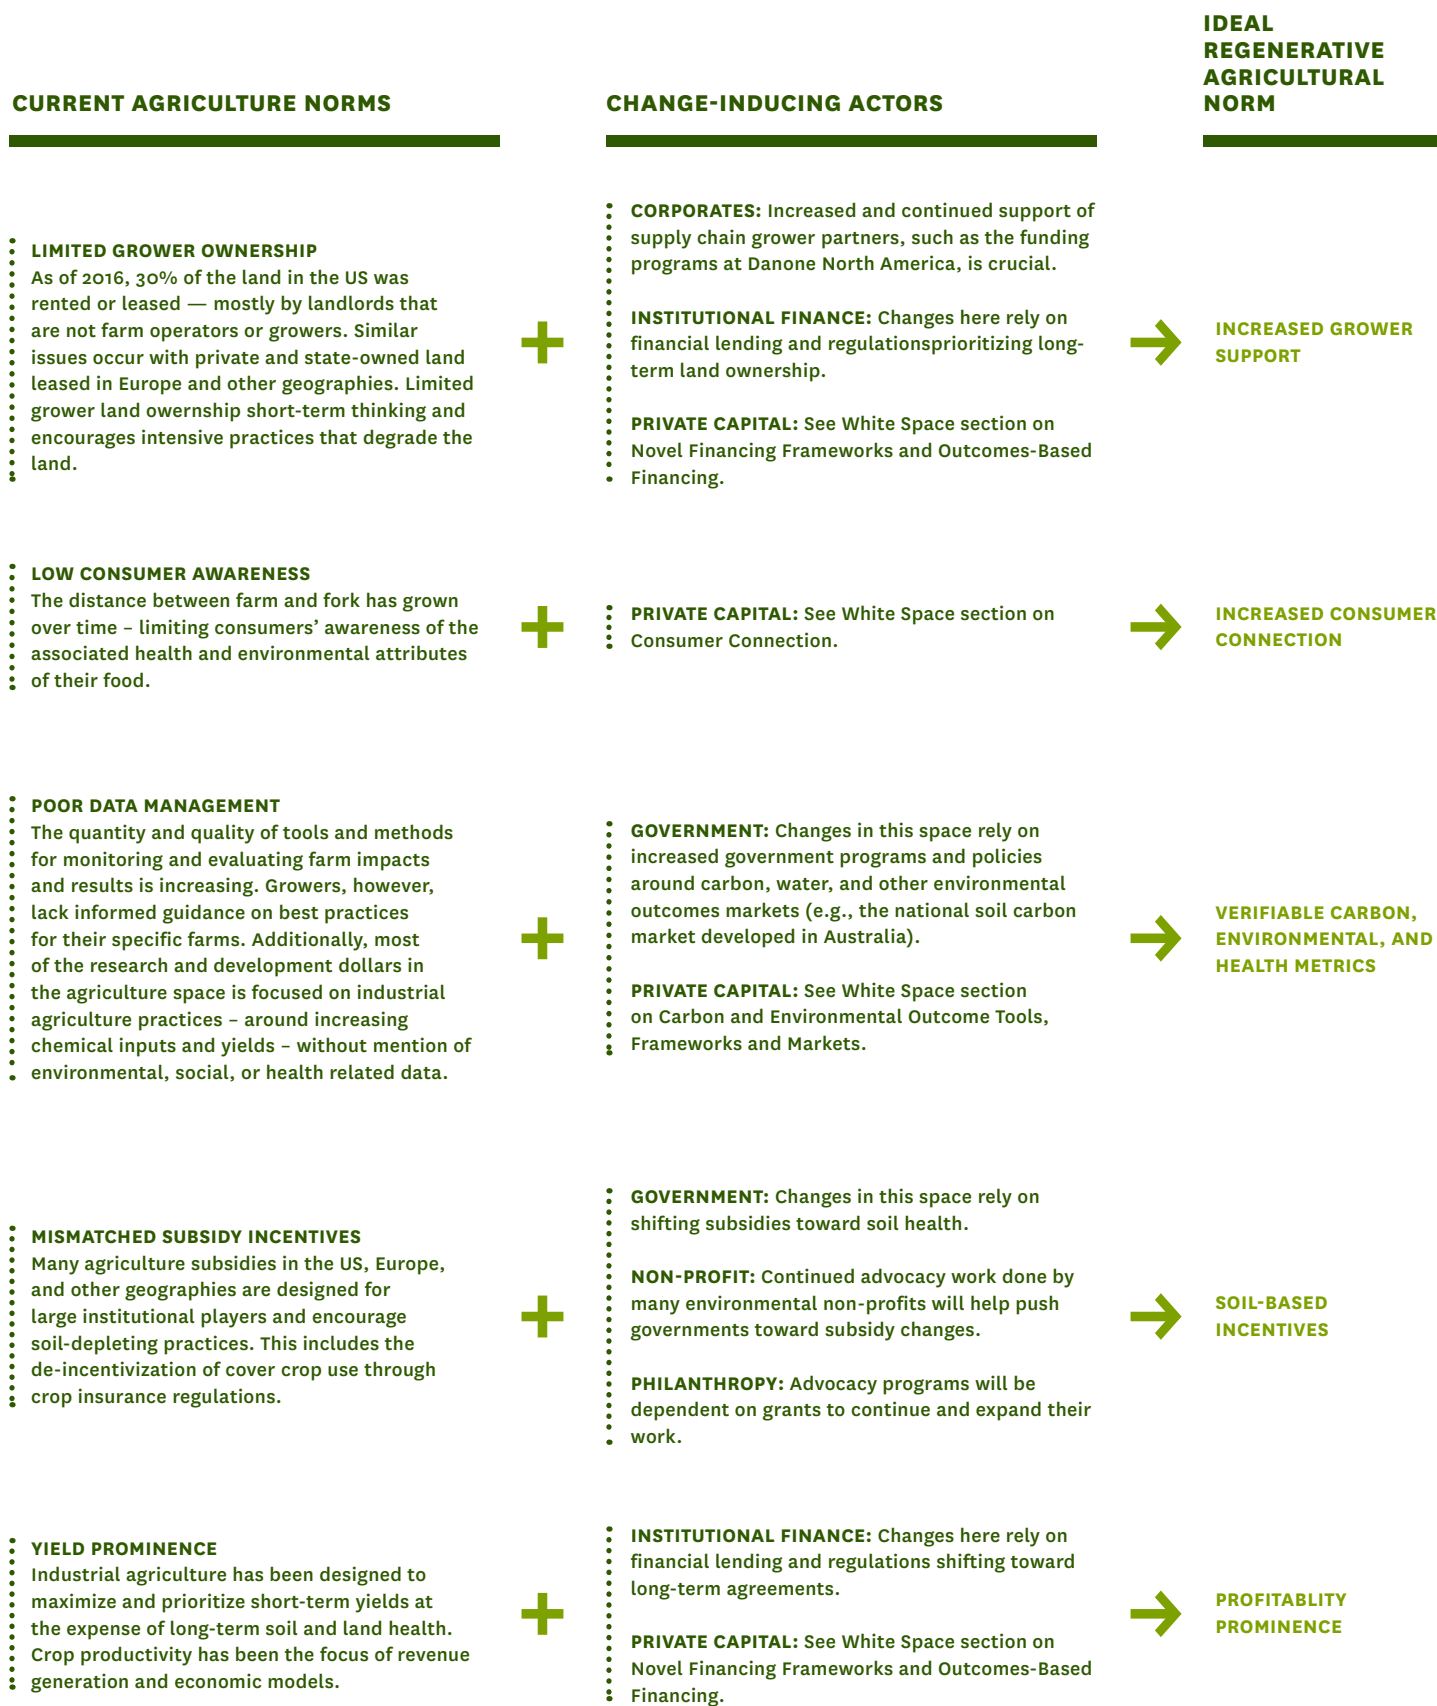 CURRENT AGRICULTURE NORMS
CHANGE-INDUCING ACTORS
IDEAL
REGENERATIVE
AGRICULTURAL
NORM
LIMITED GROWER OWNERSHIP
As of 2016, 30% of the land in the US was
rented or leased — mostly by landlords that
are not farm operators or growers. Similar
issues occur with private and state-owned land
leased in Europe and other geographies. Limited
grower land owernship short-term thinking and
encourages intensive practices that degrade the
land.
CORPORATES: Increased and continued support of
supply chain grower partners, such as the funding
programs at Danone North America, is crucial.
INSTITUTIONAL FINANCE: Changes here rely on
financial lending and regulationsprioritizing long-
term land ownership.
PRIVATE CAPITAL: See White Space section on
Novel Financing Frameworks and Outcomes-Based
Financing.
INCREASED GROWER
SUPPORT
LOW CONSUMER AWARENESS
The distance between farm and fork has grown
over time – limiting consumers’ awareness of the
associated health and environmental attributes
of their food.
PRIVATE CAPITAL: See White Space section on
Consumer Connection.
INCREASED CONSUMER
CONNECTION
POOR DATA MANAGEMENT
The quantity and quality of tools and methods
for monitoring and evaluating farm impacts
and results is increasing. Growers, however,
lack informed guidance on best practices
for their specific farms. Additionally, most
of the research and development dollars in
the agriculture space is focused on industrial
agriculture practices – around increasing
chemical inputs and yields – without mention of
environmental, social, or health related data.
GOVERNMENT: Changes in this space rely on
increased government programs and policies
around carbon, water, and other environmental
outcomes markets (e.g., the national soil carbon
market developed in Australia).
PRIVATE CAPITAL: See White Space section
on Carbon and Environmental Outcome Tools,
Frameworks and Markets.
VERIFIABLE CARBON,
ENVIRONMENTAL, AND
HEALTH METRICS
MISMATCHED SUBSIDY INCENTIVES
Many agriculture subsidies in the US, Europe,
and other geographies are designed for
large institutional players and encourage
soil-depleting practices. This includes the
de-incentivization of cover crop use through
crop insurance regulations.
GOVERNMENT: Changes in this space rely on
shifting subsidies toward soil health.
NON-PROFIT: Continued advocacy work done by
many environmental non-profits will help push
governments toward subsidy changes.
PHILANTHROPY: Advocacy programs will be
dependent on grants to continue and expand their
work.
SOIL-BASED
INCENTIVES
YIELD PROMINENCE
Industrial agriculture has been designed to
maximize and prioritize short-term yields at
the expense of long-term soil and land health.
Crop productivity has been the focus of revenue
generation and economic models.
INSTITUTIONAL FINANCE: Changes here rely on
financial lending and regulations shifting toward
long-term agreements.
PRIVATE CAPITAL: See White Space section on
Novel Financing Frameworks and Outcomes-Based
Financing.
PROFITABLITY
PROMINENCE